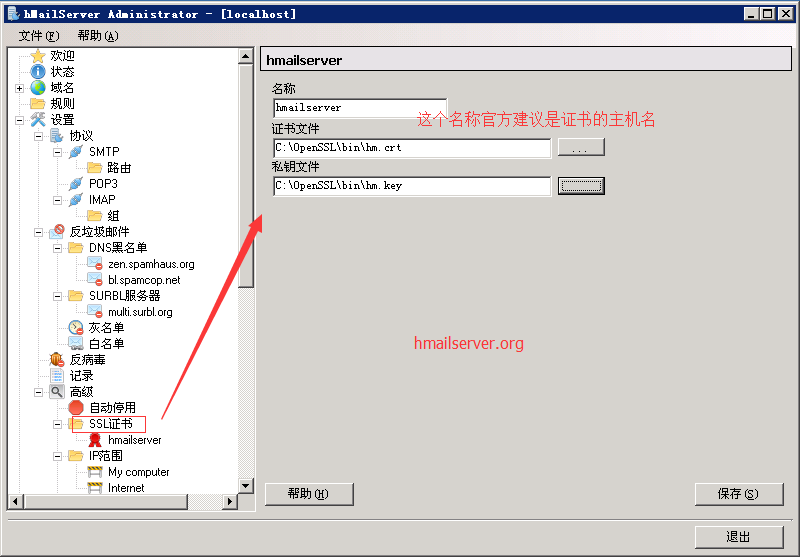 hMailServer Administrator - [localhost]
文件(F) 帮助(A)
欢迎
状态
域名
规则
设置
协议
SMTP
路由
POP3
IMAP
组
反垃圾邮件
DNS黑名单
zen.spamhaus.org
bl.spamcop.net
SURBL服务器
multi.surbl.org
灰名单
白名单
反病毒
记录
高级
自动停用
SSL证书
hmailserver
IP范围
My computer
Internet
hmailserver
名称
hmailserver
这个名称官方建议是证书的主机名
证书文件
C:\OpenSSL\bin\hm.crt
...
私钥文件
C:\OpenSSL\bin\hm.key
hmailserver.org
帮助(H)
保存(S)
退出